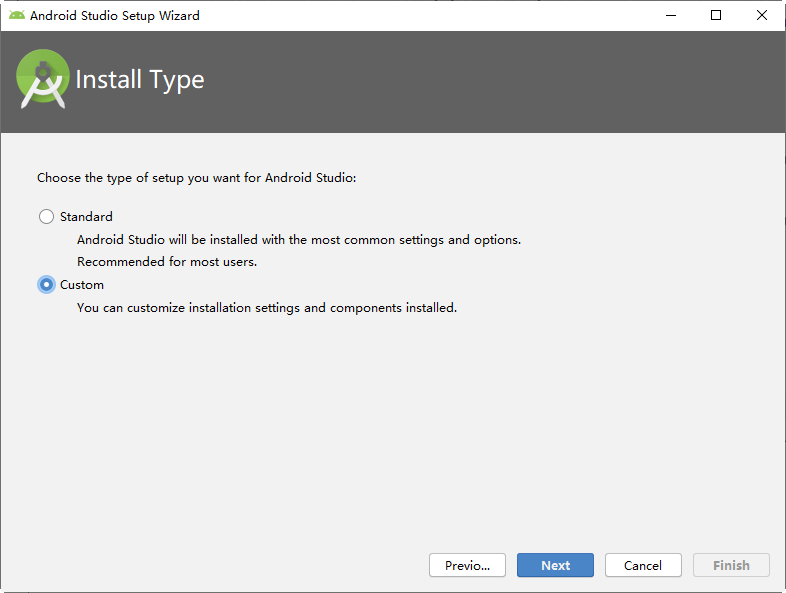 Android Studio Setup Wizard
Install Type
Choose the type of setup you want for Android Studio:
Standard
Android Studio will be installed with the most common settings and options.
Recommended for most users.
Custom
You can customize installation settings and components installed.
Previo... Next Cancel Finish